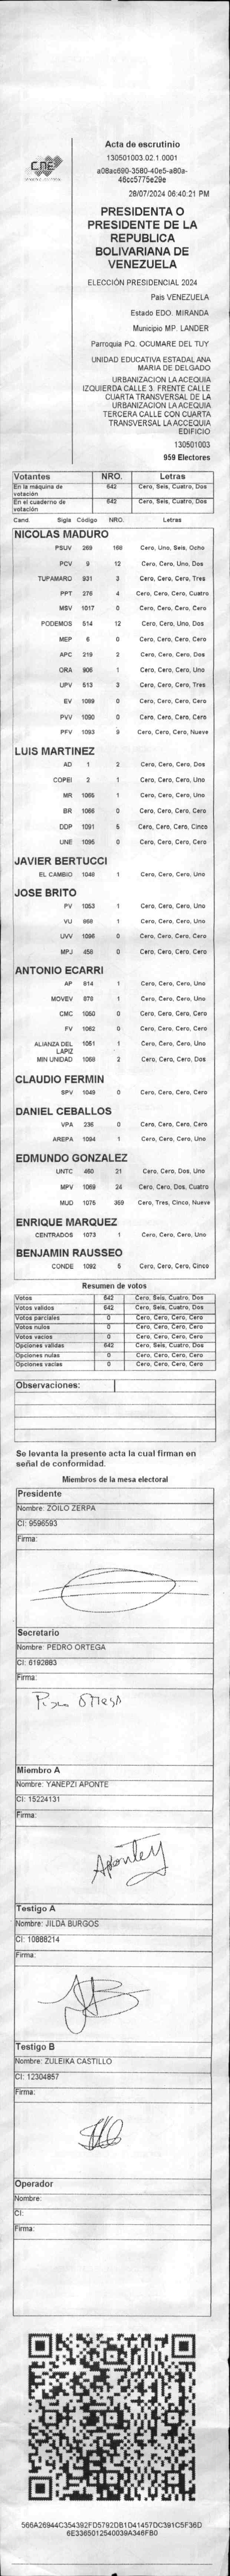 CNE
Acta de escrutinio
130501003.02.1.0001
a08ac690-3580-40e5-a80a-
46cc5775e29e
28/07/2024 06:40:21 PM
PRESIDENTA O
PRESIDENTE DE LA
REPUBLICA
BOLIVARIANA DE
VENEZUELA
ELECCIÓN PRESIDENCIAL 2024
Pais VENEZUELA
Estado EDO. MIRANDA
Municipio MP. LANDER
Parroquia PQ. OCUMARE DEL TUY
UNIDAD EDUCATIVA ESTADAL ANA
MARIA DE DELGADO
URBANIZACION LA ACEQUIA
IZQUIERDA CALLE 3. FRENTE CALLE
CUARTA TRANSVERSAL DE LA
URBANIZACION LA ACEQUIA
TERCERA CALLE CON CUARTA
TRANSVERSAL LA ACCEQUIA
EDIFICIO
130501003
959 Electores
Votantes NRO. Letras
En la máquina de votación 642 Cero, Seis, Cuatro, Dos
En el cuaderno de votación 642 Cero, Seis, Cuatro, Dos
Cand. Sigla Código NRO. Letras
NICOLAS MADURO
PSUV 269 168 Cero, Uno, Seis, Ocho
PCV 9 12 Cero, Cero, Uno, Dos
TUPAMARO 931 3 Cero, Cero, Cero, Tres
PPT 276 4 Cero, Cero, Cero, Cuatro
MSV 1017 0 Cero, Cero, Cero, Cero
PODEMOS 514 12 Cero, Cero, Uno, Dos
MEP 6 0 Cero, Cero, Cero, Cero
APC 219 2 Cero, Cero, Cero, Dos
ORA 906 1 Cero, Cero, Cero, Uno
UPV 513 3 Cero, Cero, Cero, Tres
EV 1089 0 Cero, Cero, Cero, Cero
PVV 1090 0 Cero, Cero, Cero, Cero
PFV 1093 9 Cero, Cero, Cero, Nueve
LUIS MARTINEZ
AD 1 2 Cero, Cero, Cero, Dos
COPEI 2 1 Cero, Cero, Cero, Uno
MR 1065 1 Cero, Cero, Cero, Uno
BR 1066 0 Cero, Cero, Cero, Cero
DDP 1091 5 Cero, Cero, Cero, Cinco
UNE 1095 0 Cero, Cero, Cero, Cero
JAVIER BERTUCCI
EL CAMBIO 1046 1 Cero, Cero, Cero, Uno
JOSE BRITO
PV 1053 1 Cero, Cero, Cero, Uno
VU 868 1 Cero, Cero, Cero, Uno
UVV 1096 0 Cero, Cero, Cero, Cero
MPJ 458 0 Cero, Cero, Cero, Cero
ANTONIO ECARRI
AP 814 1 Cero, Cero, Cero, Uno
MOVEV 870 1 Cero, Cero, Cero, Uno
CMC 1050 0 Cero, Cero, Cero, Cero
FV 1062 0 Cero, Cero, Cero, Cero
ALIANZA DEL LAPIZ 1051 1 Cero, Cero, Cero, Uno
MIN UNIDAD 1068 2 Cero, Cero, Cero, Dos
CLAUDIO FERMIN
SPV 1049 0 Cero, Cero, Cero, Cero
DANIEL CEBALLOS
VPA 236 0 Cero, Cero, Cero, Cero
AREPA 1094 1 Cero, Cero, Cero, Uno
EDMUNDO GONZALEZ
UNTC 460 21 Cero, Cero, Dos, Uno
MPV 1069 24 Cero, Cero, Dos, Cuatro
MUD 1075 359 Cero, Tres, Cinco, Nueve
ENRIQUE MARQUEZ
CENTRADOS 1073 1 Cero, Cero, Cero, Uno
BENJAMIN RAUSSEO
CONDE 1092 5 Cero, Cero, Cero, Cinco
Resumen de votos
Votos 642 Cero, Seis, Cuatro, Dos
Votos validos 642 Cero, Seis, Cuatro, Dos
Votos parciales 0 Cero, Cero, Cero, Cero
Votos nulos 0 Cero, Cero, Cero, Cero
Votos vacios 0 Cero, Cero, Cero, Cero
Opciones validas 642 Cero, Seis, Cuatro, Dos
Opciones nulas 0 Cero, Cero, Cero, Cero
Opciones vacias 0 Cero, Cero, Cero, Cero
Observaciones:
Se levanta la presente acta la cual firman en
señal de conformidad.
Miembros de la mesa electoral
Presidente
Nombre: ZOILO ZERPA
CI: 9596593
Firma:
Secretario
Nombre: PEDRO ORTEGA
CI: 6192883
Firma:
Miembro A
Nombre: YANEPZI APONTE
CI: 15224131
Firma:
Testigo A
Nombre: JILDA BURGOS
CI: 10888214
Firma:
Testigo B
Nombre: ZULEIKA CASTILLO
CI: 12304857
Firma:
Operador
Nombre:
CI:
Firma:
566A26944C354392FD5792DB1D41457DC391C5F36D
6E3365012540039A346FB0